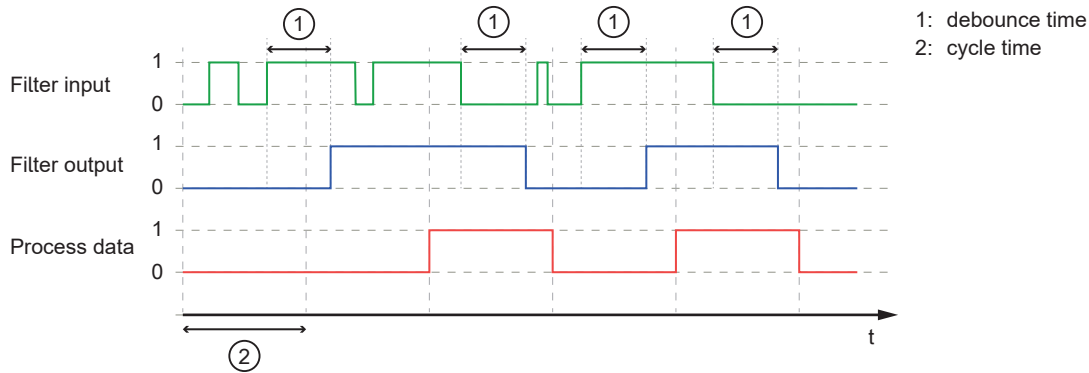 1 1 1 1
1: debounce time
2: cycle time
1
Filter input
0
1
Filter output
0
1
Process data
0
t
2